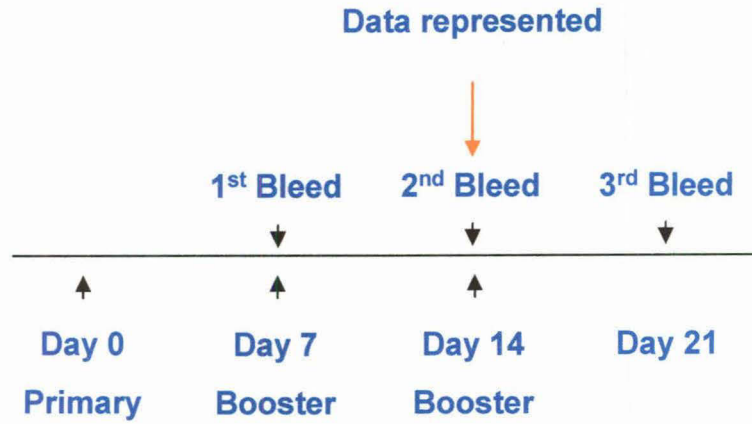 Data represented
1st Bleed 2nd Bleed 3rd Bleed
Day 0 Day 7 Day 14 Day 21
Primary Booster Booster